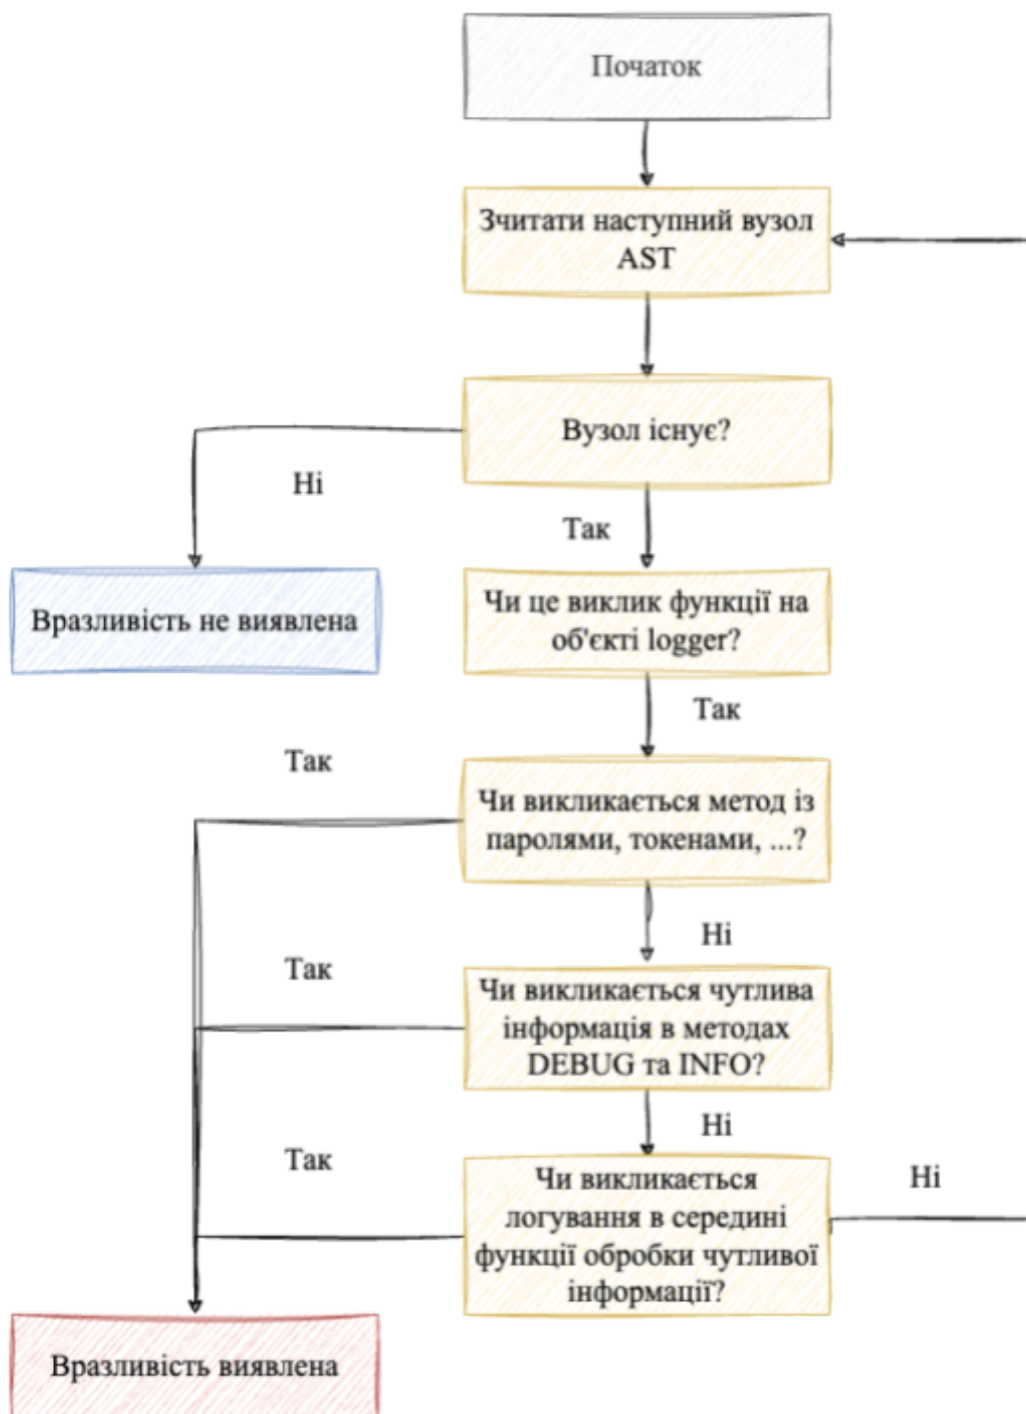 Початок
Зчитати наступний вузол
AST
Вузол існує?
Ні
Так
Вразливість не виявлена
Чи це виклик функції на
об'єкті logger?
Так
Так
Чи викликається метод із
паролями, токенами, ...?
Ні
Так
Чи викликається чутлива
інформація в методах
DEBUG та INFO?
Ні
Так
Чи викликається
логування в середині
функції обробки чутливої
інформації?
Ні
Вразливість виявлена